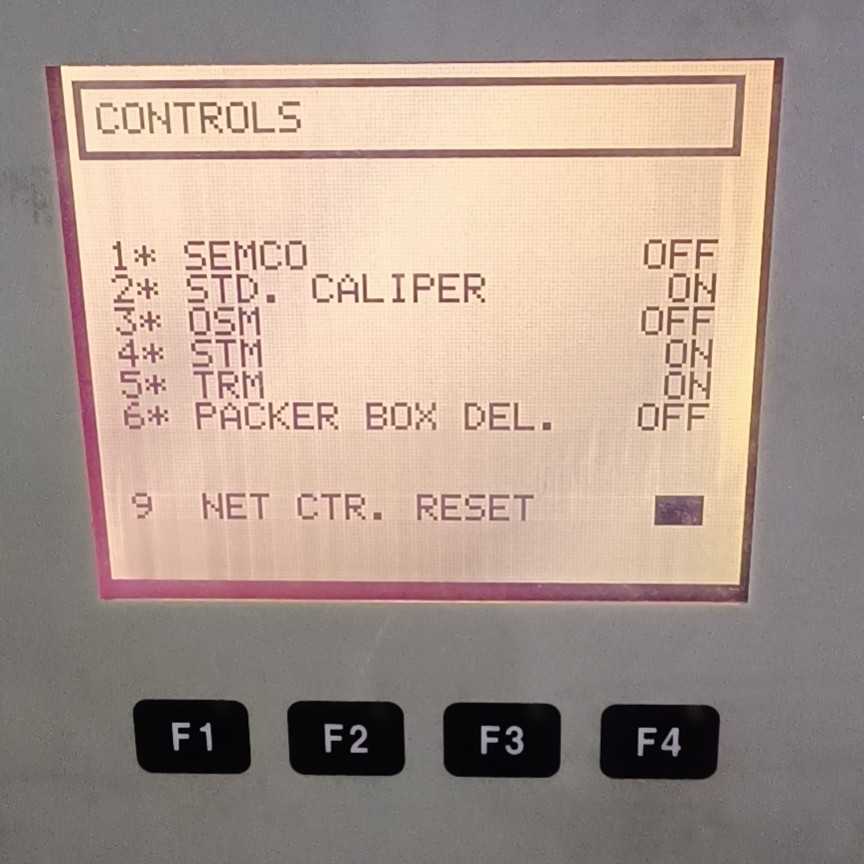 CONTROLS
1* SEMCO OFF
2* STD. CALIPER ON
3* OSM OFF
4* STM ON
5* TRM ON
6* PACKER BOX DEL. OFF
9 NET CTR. RESET
F1 F2 F3 F4